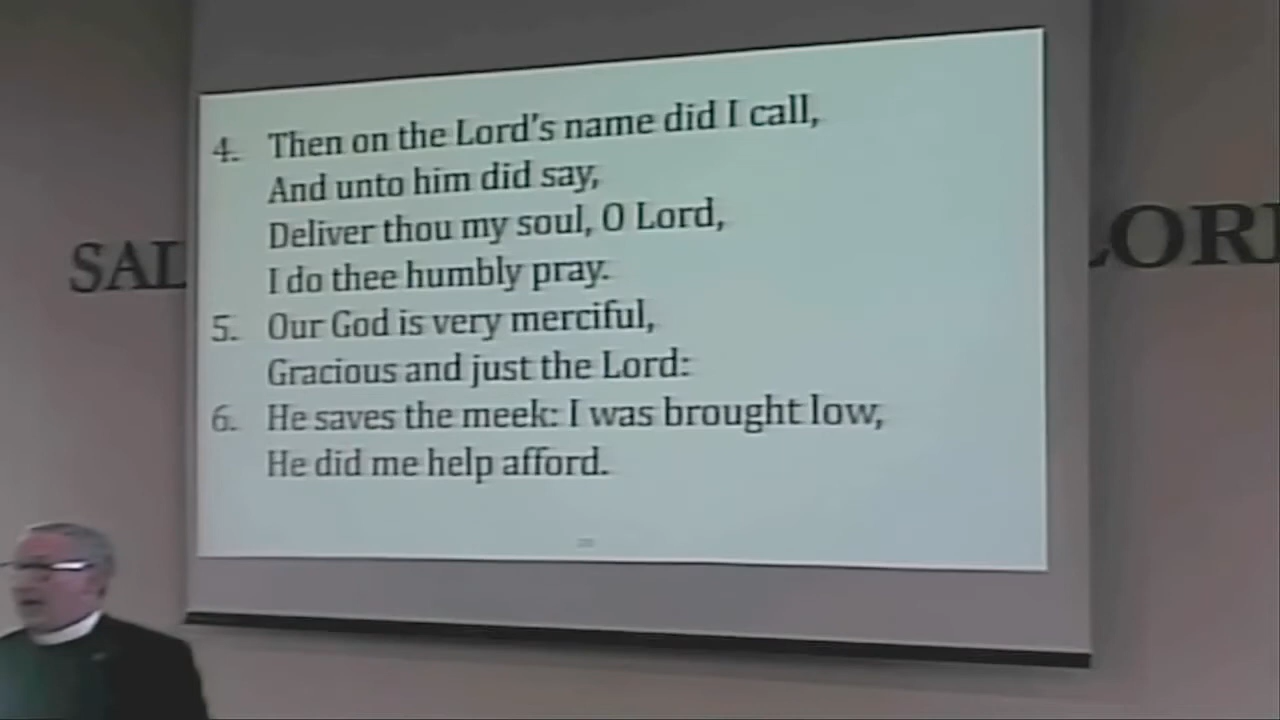 4. Then on the Lord's name did I call,
And unto him did say,
Deliver thou my soul, O Lord,
I do thee humbly pray.
5. Our God is very merciful,
Gracious and just the Lord:
6. He saves the meek: I was brought low,
He did me help afford.
SAL
LOR